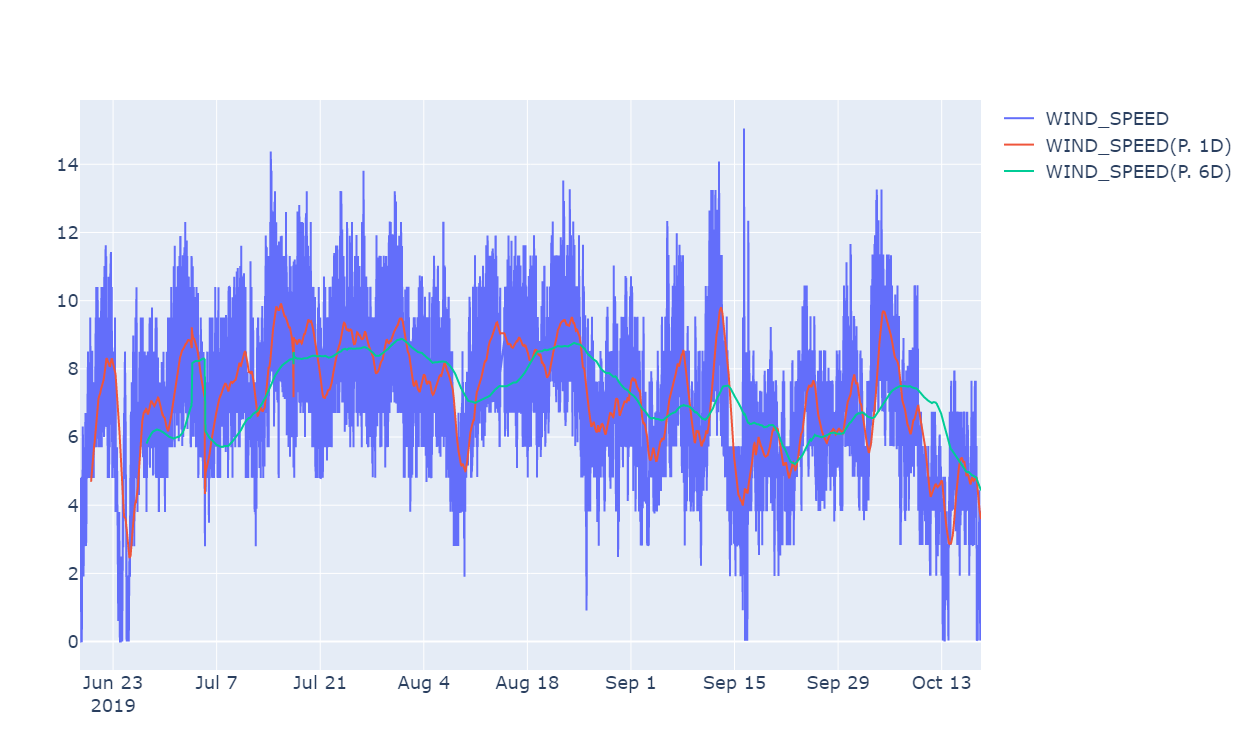 WIND_SPEED
WIND_SPEED(P. 1D)
WIND_SPEED(P. 6D)
14
12
10
8
6
4
2
0
Jun 23 Jul 7 Jul 21 Aug 4 Aug 18 Sep 1 Sep 15 Sep 29 Oct 13
2019